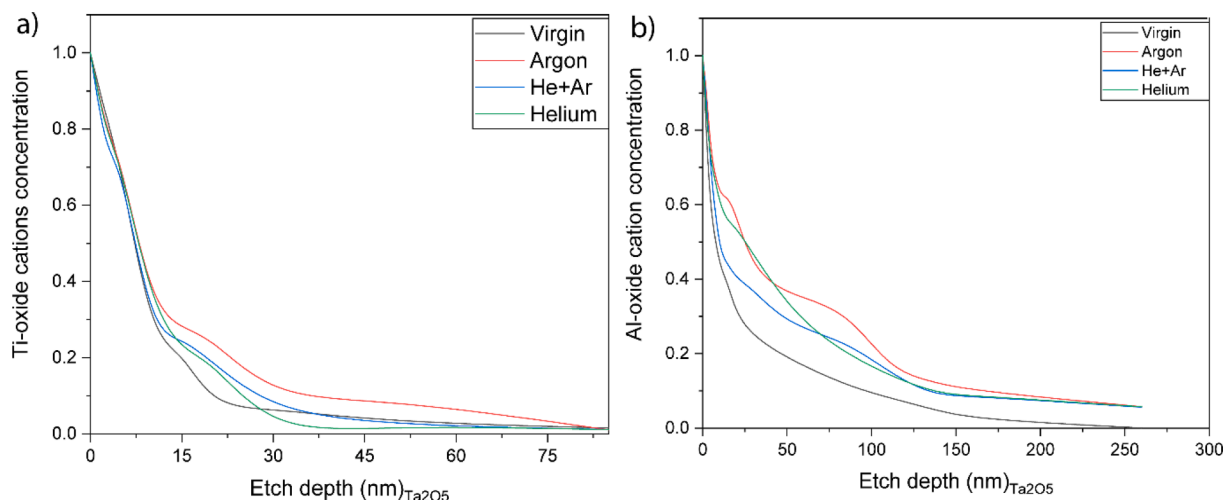 a)
Virgin
Argon
He+Ar
Helium
Ti-oxide cations concentration
1.0
0.8
0.6
0.4
0.2
0.0
0 15 30 45 60 75
Etch depth (nm)Ta2O5
b)
Virgin
Argon
He+Ar
Helium
Al-oxide cation concentration
1.0
0.8
0.6
0.4
0.2
0.0
0 50 100 150 200 250 300
Etch depth (nm)Ta2O5